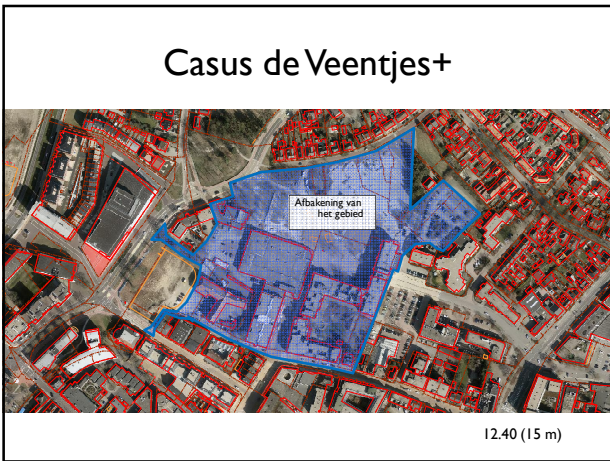 Casus de Veentjes+
Afbakening van
het gebied
12.40 (15 m)